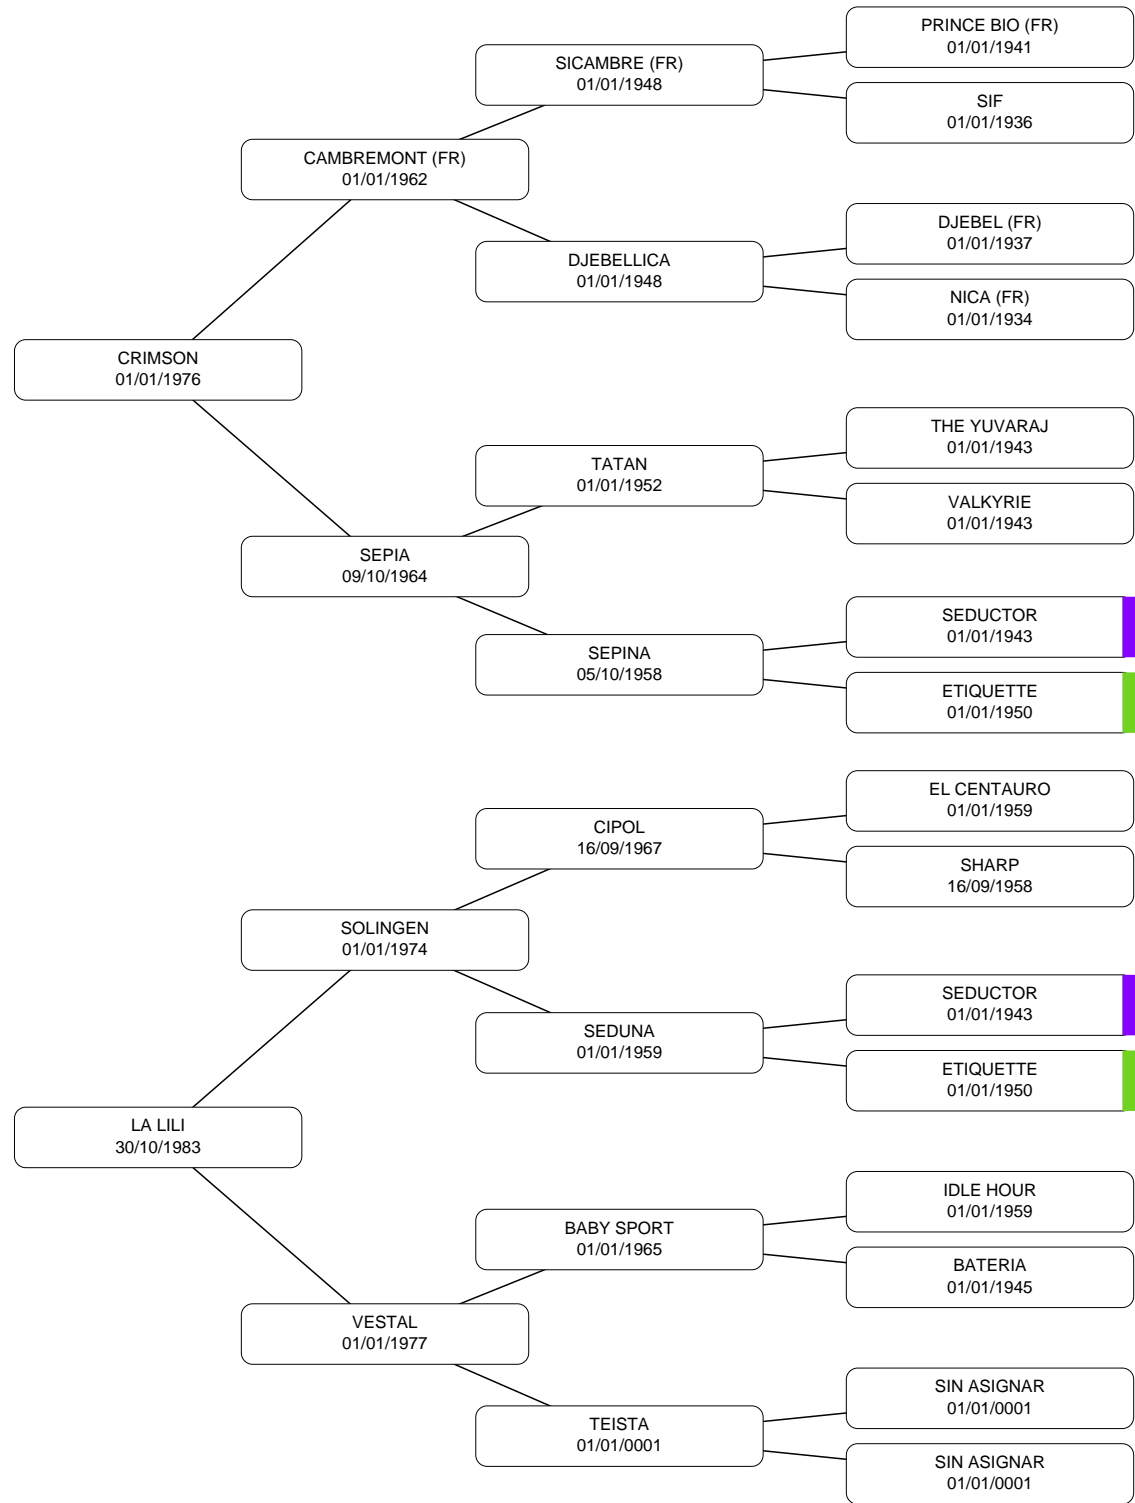 PRINCE BIO (FR)
01/01/1941
SICAMBRE (FR)
01/01/1948
SIF
01/01/1936
CAMBREMONT (FR)
01/01/1962
DJEBEL (FR)
01/01/1937
DJEBELLICA
01/01/1948
NICA (FR)
01/01/1934
CRIMSON
01/01/1976
THE YUVARAJ
01/01/1943
TATAN
01/01/1952
VALKYRIE
01/01/1943
SEPIA
09/10/1964
SEDUCTOR
01/01/1943
SEPINA
05/10/1958
ETIQUETTE
01/01/1950
EL CENTAURO
01/01/1959
CIPOL
16/09/1967
SHARP
16/09/1958
SOLINGEN
01/01/1974
SEDUCTOR
01/01/1943
SEDUNA
01/01/1959
ETIQUETTE
01/01/1950
LA LILI
30/10/1983
IDLE HOUR
01/01/1959
BABY SPORT
01/01/1965
BATERIA
01/01/1945
VESTAL
01/01/1977
SIN ASIGNAR
01/01/0001
TEISTA
01/01/0001
SIN ASIGNAR
01/01/0001